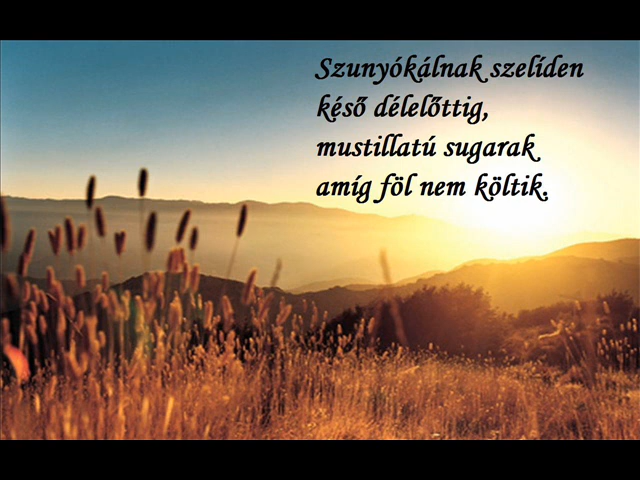 Szunyókálnak szelíden
késő délelőttig,
mustillatú sugarak
amíg föl nem költik.